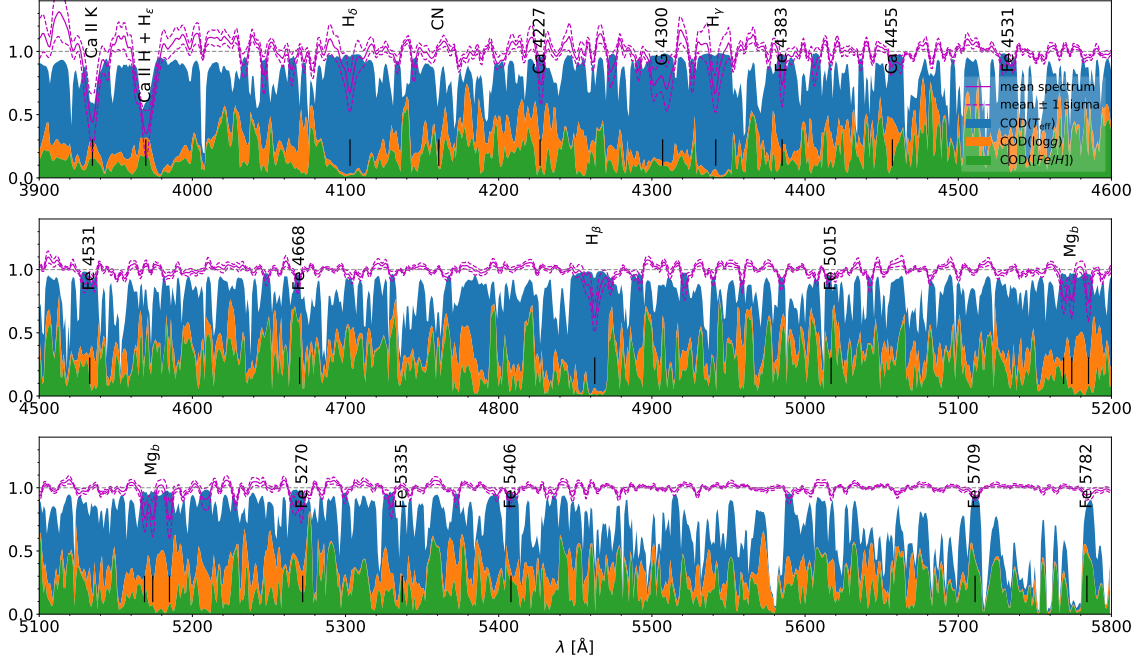 Ca II K
Ca II H + Hε
Hδ
CN
Ca 4227
G 4300
Hγ
Fe 4383
Ca 4455
Fe 4531
mean spectrum
mean ± 1 sigma
COD(Teff)
COD(logg)
COD([Fe/H])
1.0
0.5
0.0
3900 4000 4100 4200 4300 4400 4500 4600
Fe 4531
Fe 4668
Hβ
Fe 5015
Mgb
1.0
0.5
0.0
4500 4600 4700 4800 4900 5000 5100 5200
Mgb
Fe 5270
Fe 5335
Fe 5406
Fe 5709
Fe 5782
1.0
0.5
0.0
5100 5200 5300 5400 5500 5600 5700 5800
λ [Å]